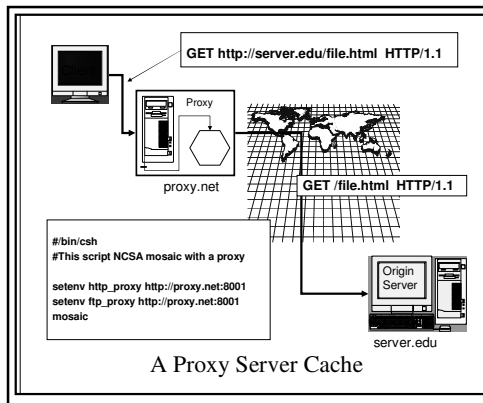 GET http://server.edu/file.html HTTP/1.1
Client
Proxy
proxy.net
GET /file.html HTTP/1.1
#/bin/csh
#This script NCSA mosaic with a proxy
setenv http_proxy http://proxy.net:8001
setenv ftp_proxy http://proxy.net:8001
mosaic
Origin
Server
server.edu
A Proxy Server Cache